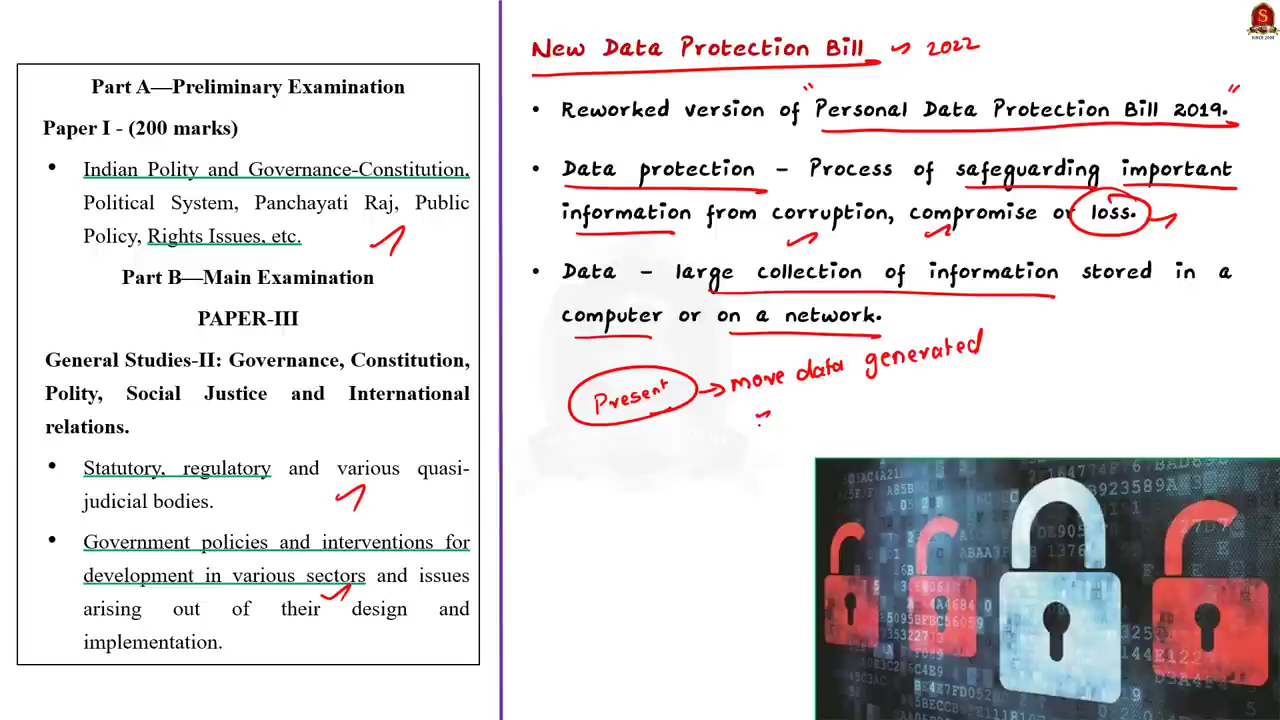 Part A—Preliminary Examination
Paper I - (200 marks)
• Indian Polity and Governance-Constitution,
Political System, Panchayati Raj, Public
Policy, Rights Issues, etc.
Part B—Main Examination
PAPER-III
General Studies-II: Governance, Constitution,
Polity, Social Justice and International
relations.
• Statutory, regulatory and various quasi-
judicial bodies.
• Government policies and interventions for
development in various sectors and issues
arising out of their design and
implementation.
S
SINCE 2004
New Data Protection Bill 2022
• Reworked version of "Personal Data Protection Bill 2019."
• Data protection – Process of safeguarding important
information from corruption, compromise or loss.
• Data – large collection of information stored in a
computer or on a network.
Present → more data generated